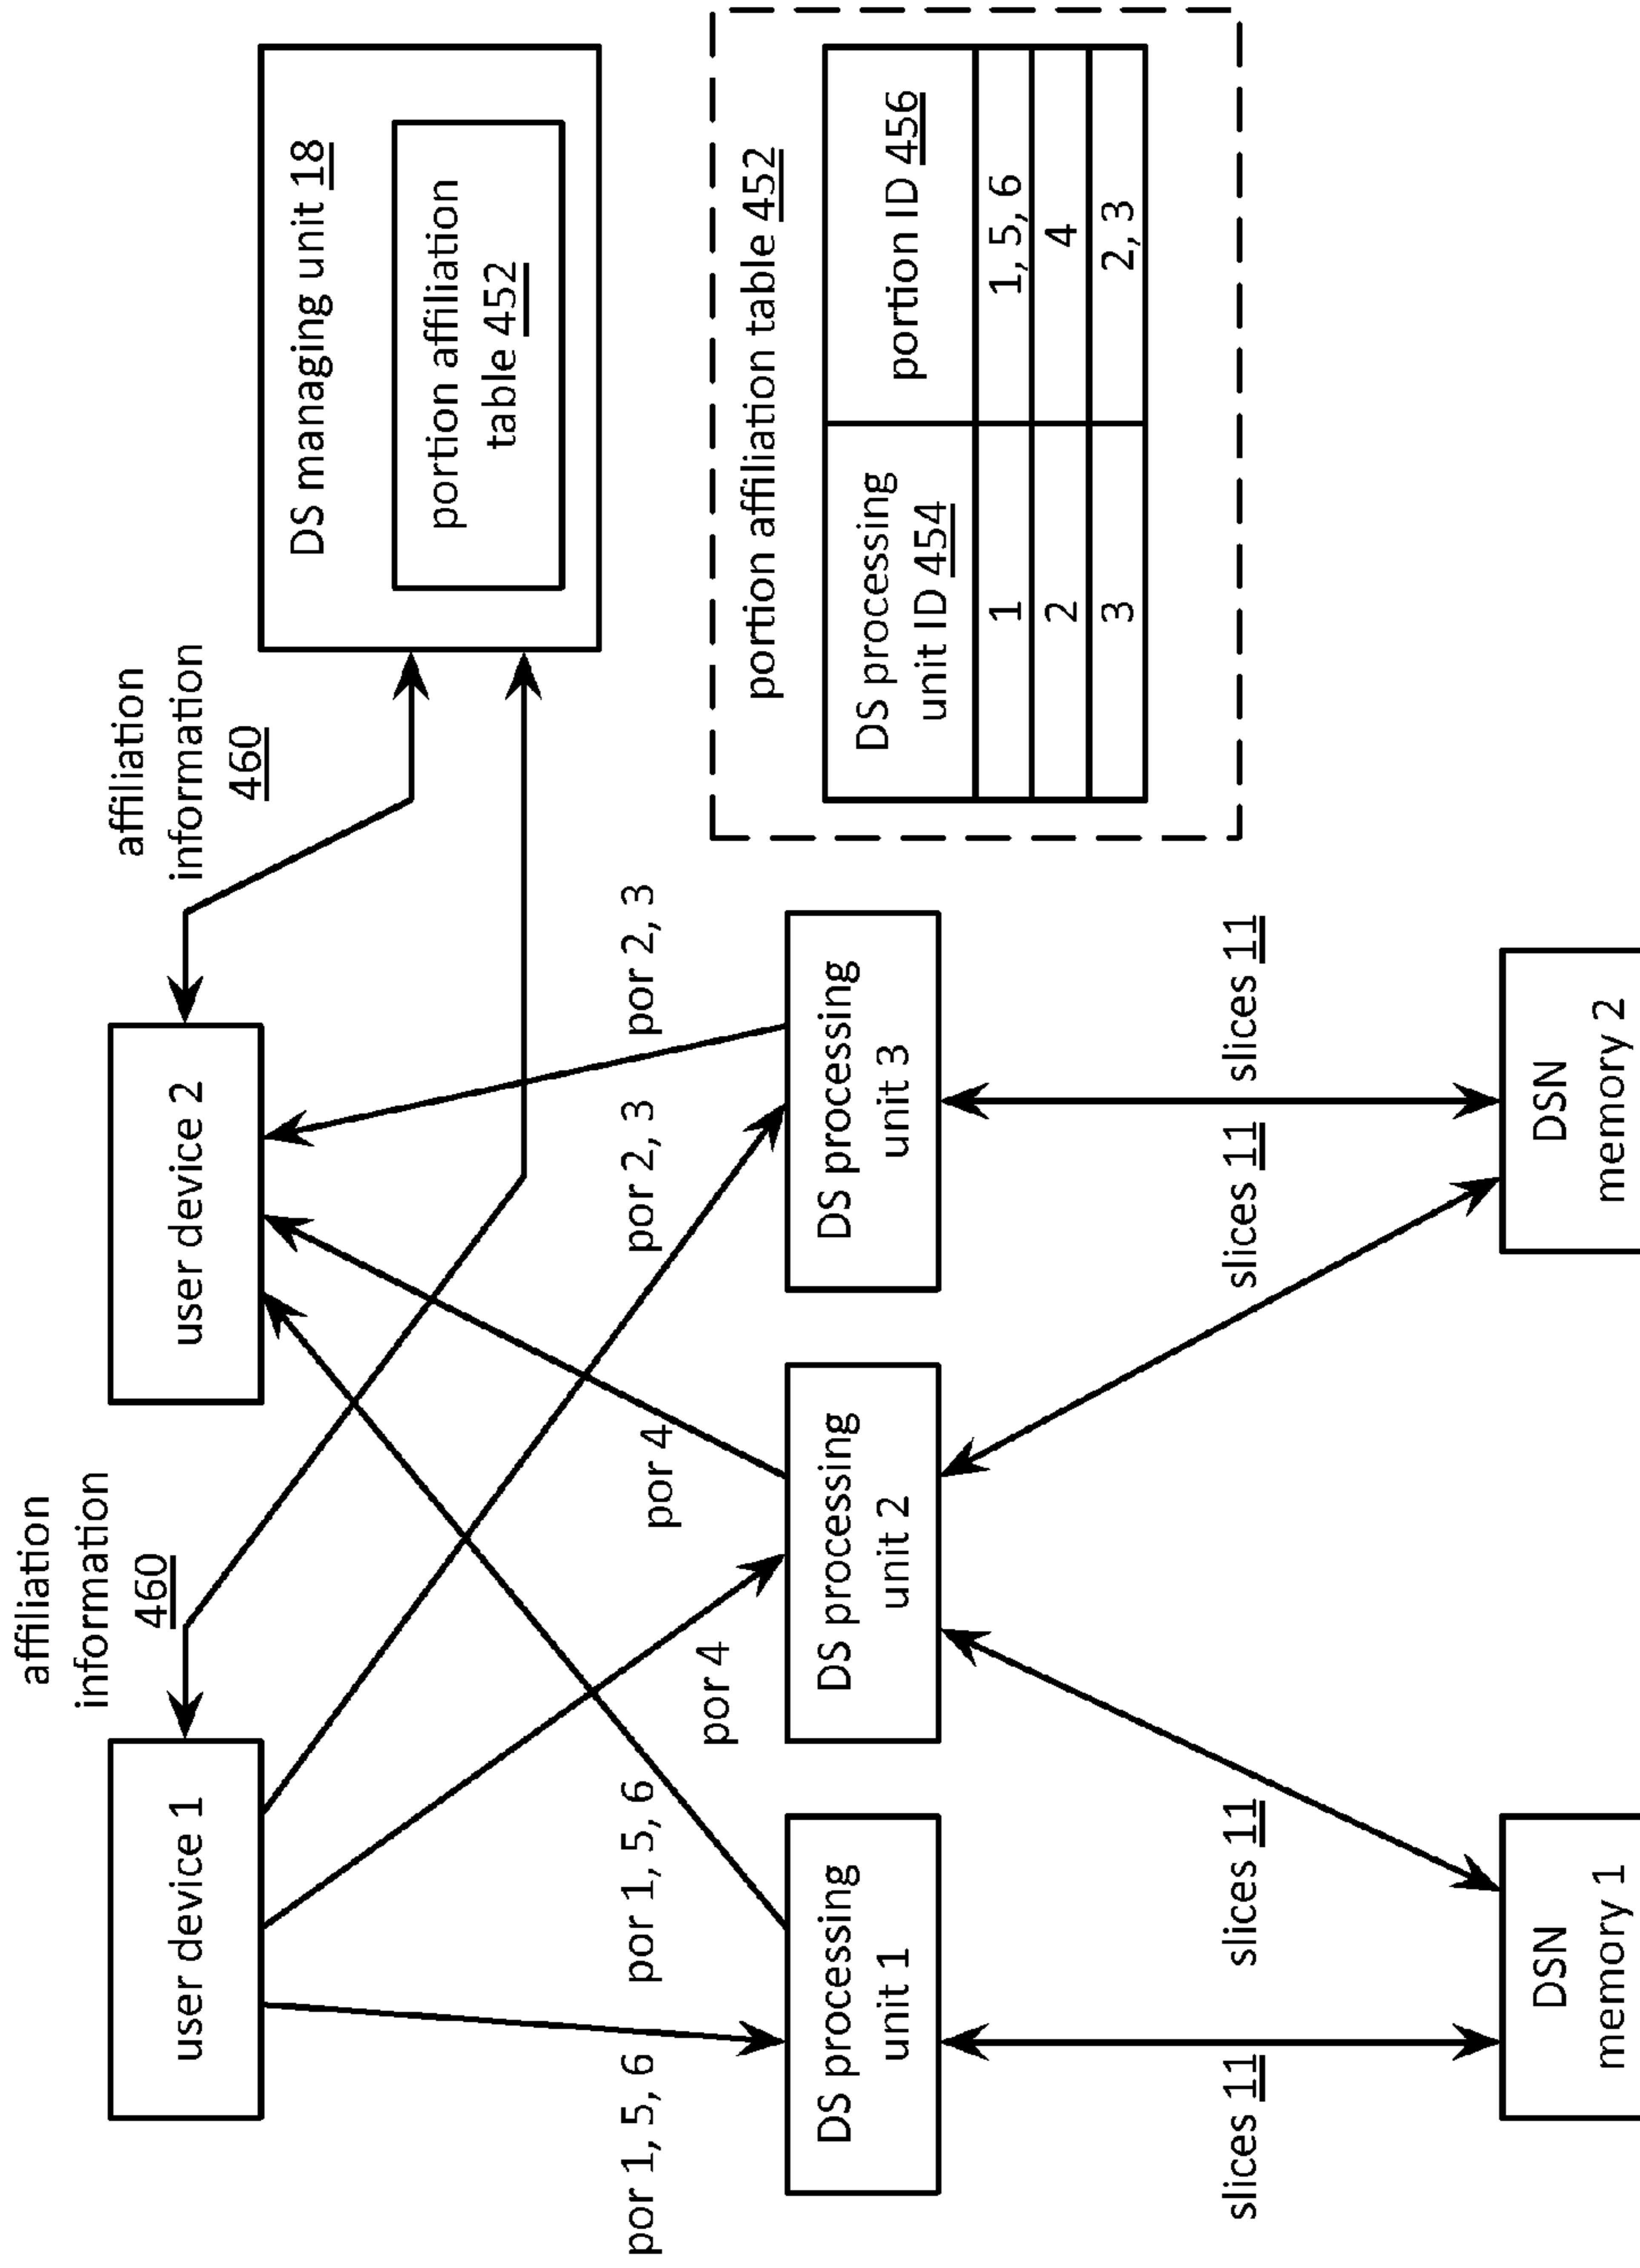 affiliation
information
460
affiliation
information
460
user device 1
user device 2
DS managing unit 18
portion affiliation
table 452
por 1, 5, 6
por 1, 5, 6
por 4
por 4
por 2, 3
por 2, 3
portion affiliation table 452
DS processing
unit ID 454
portion ID 456
1
1, 5, 6
2
4
3
2, 3
DS processing
unit 1
DS processing
unit 2
DS processing
unit 3
slices 11
slices 11
slices 11
slices 11
DSN
memory 1
DSN
memory 2